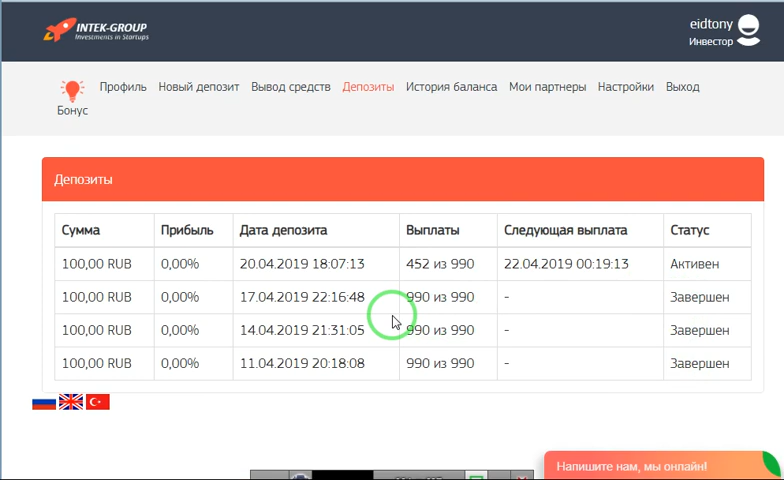 INTEK-GROUP
Investments in Startups
eidtony
Инвестор
Бонус
Профиль Новый депозит Вывод средств Депозиты История баланса Мои партнеры Настройки Выход
Депозиты
Сумма Прибыль Дата депозита Выплаты Следующая выплата Статус
100,00 RUB 0,00% 20.04.2019 18:07:13 452 из 990 22.04.2019 00:19:13 Активен
100,00 RUB 0,00% 17.04.2019 22:16:48 990 из 990 - Завершен
100,00 RUB 0,00% 14.04.2019 21:31:05 990 из 990 - Завершен
100,00 RUB 0,00% 11.04.2019 20:18:08 990 из 990 - Завершен
Напишите нам, мы онлайн!